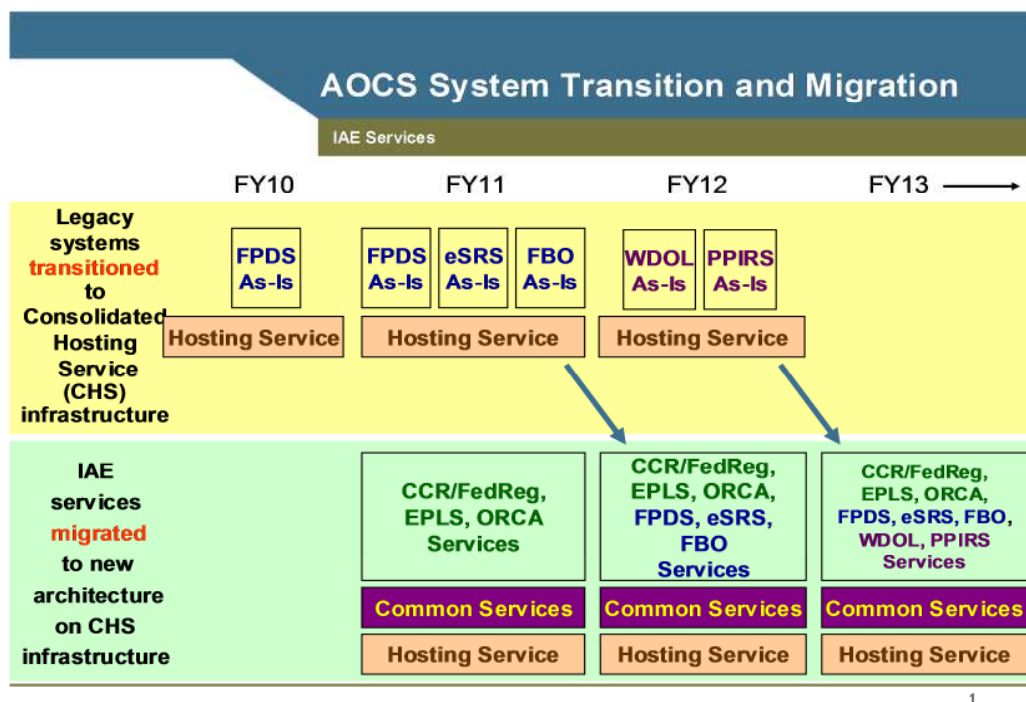 AOCS System Transition and Migration
IAE Services
FY10
FY11
FY12
FY13
Legacy
systems
transitioned
to
Consolidated
Hosting
Service
(CHS)
infrastructure
FPDS
As-Is
Hosting Service
FPDS
As-Is
eSRS
As-Is
FBO
As-Is
Hosting Service
WDOL
As-Is
PPIRS
As-Is
Hosting Service
IAE
services
migrated
to new
architecture
on CHS
infrastructure
CCR/FedReg,
EPLS, ORCA
Services
Common Services
Hosting Service
CCR/FedReg,
EPLS, ORCA,
FPDS, eSRS,
FBO
Services
Common Services
Hosting Service
CCR/FedReg,
EPLS, ORCA,
FPDS, eSRS, FBO,
WDOL, PPIRS
Services
Common Services
Hosting Service
1